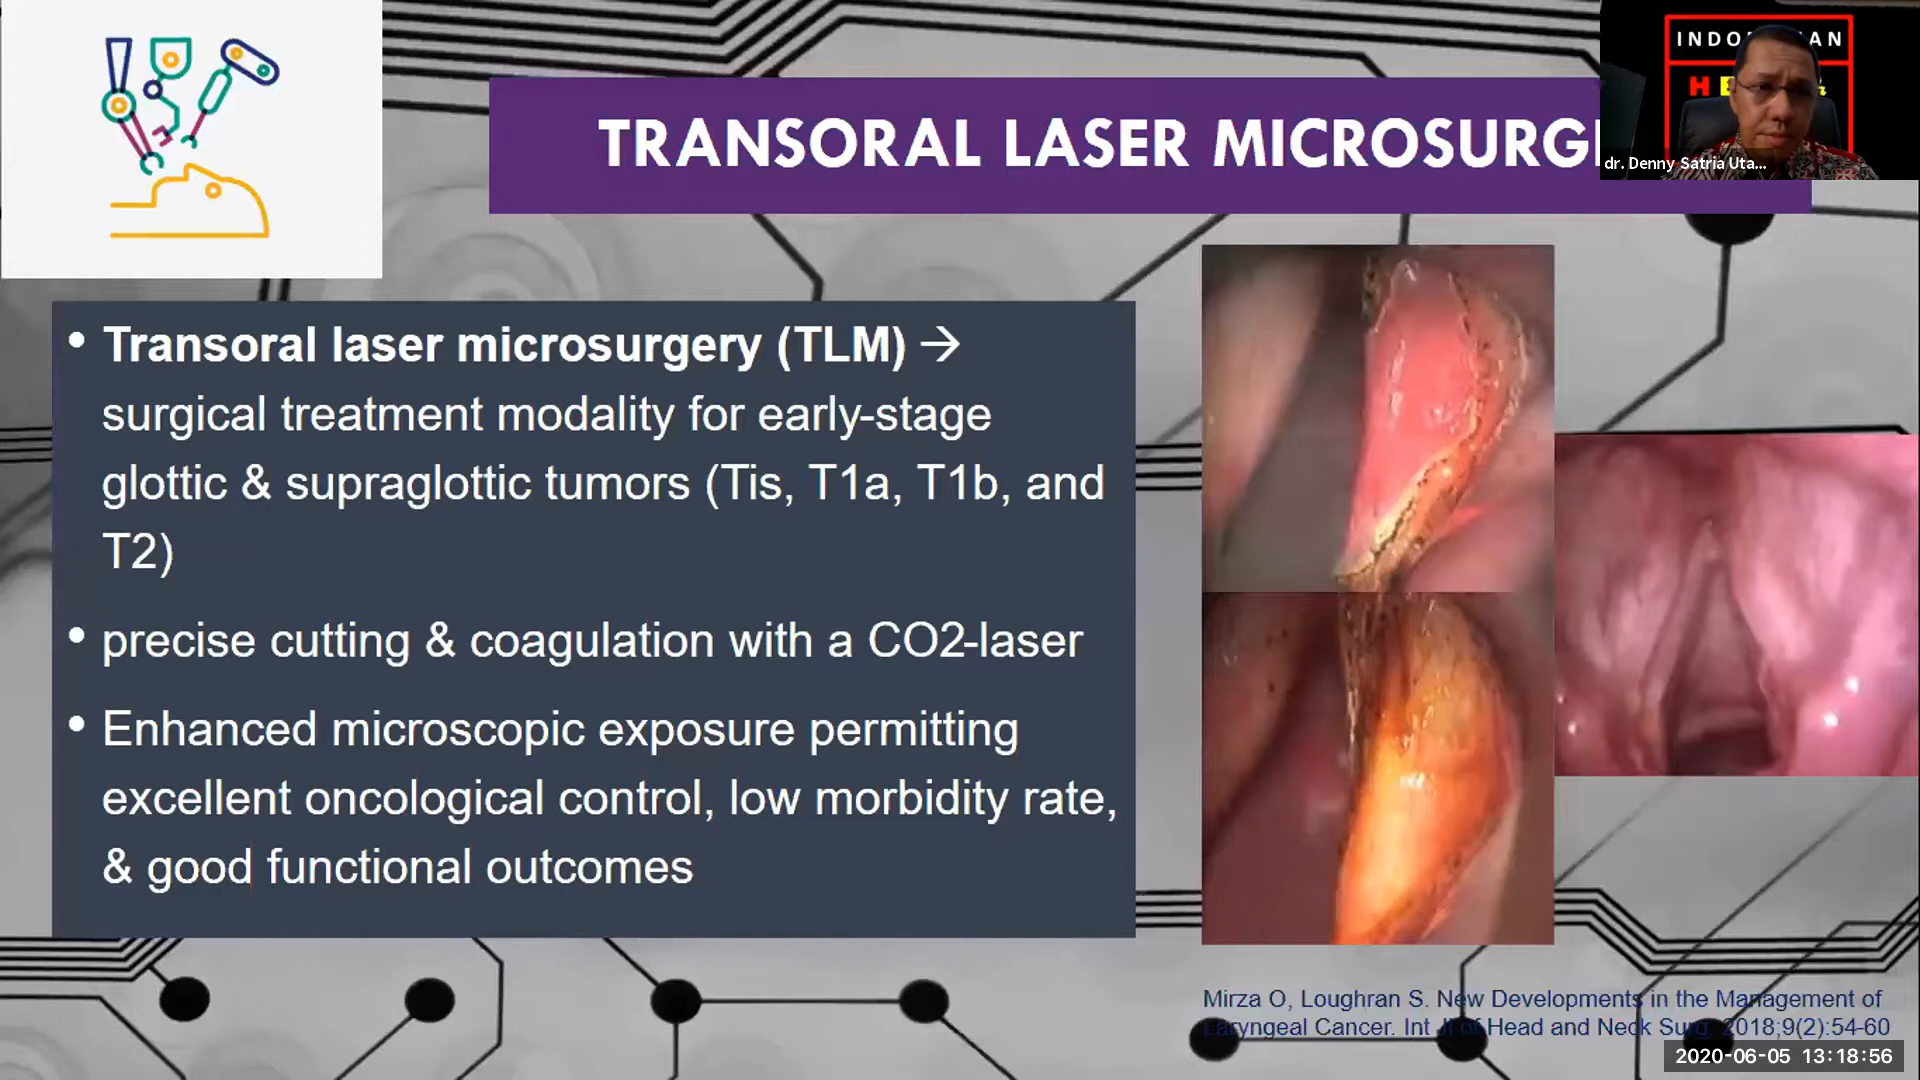 TRANSORAL LASER MICROSURG
INDO AN
H
dr. Denny Satria Uta...
• Transoral laser microsurgery (TLM) →
surgical treatment modality for early-stage
glottic & supraglottic tumors (Tis, T1a, T1b, and
T2)
• precise cutting & coagulation with a CO2-laser
• Enhanced microscopic exposure permitting
excellent oncological control, low morbidity rate,
& good functional outcomes
Mirza O, Loughran S. New Developments in the Management of
Laryngeal Cancer. Int Jl of Head and Neck Surg. 2018;9(2):54-60
2020-06-05 13:18:56